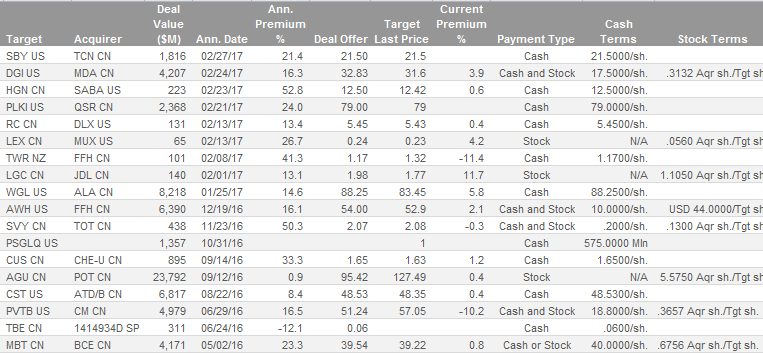 Deal Ann. Target Current
Value Premium Last Price Premium Cash
Target Acquirer ($M) Ann. Date % Deal Offer % Payment Type Terms Stock Terms
SBY US TCN CN 1,816 02/27/17 21.4 21.50 21.5 Cash 21.5000/sh.
DGI US MDA CN 4,207 02/24/17 16.3 32.83 31.6 3.9 Cash and Stock 17.5000/sh. .3132 Aqr sh./Tgt sh.
HGN CN SABA US 223 02/23/17 52.8 12.50 12.42 0.6 Cash 12.5000/sh.
PLKI US QSR CN 2,368 02/21/17 24.0 79.00 79 Cash 79.0000/sh.
RC CN DLX US 131 02/13/17 13.4 5.45 5.43 0.4 Cash 5.4500/sh.
LEX CN MUX US 65 02/13/17 26.7 0.24 0.23 4.2 Stock N/A .0560 Aqr sh./Tgt sh.
TWR NZ FFH CN 101 02/08/17 41.3 1.17 1.32 -11.4 Cash 1.1700/sh.
LGC CN JDL CN 140 02/01/17 13.1 1.98 1.77 11.7 Stock N/A 1.1050 Aqr sh./Tgt s
WGL US ALA CN 8,218 01/25/17 14.6 88.25 83.45 5.8 Cash 88.2500/sh.
AWH US FFH CN 6,390 12/19/16 16.1 54.00 52.9 2.1 Cash and Stock 10.0000/sh. USD 44.0000/Tgt sh
SVY CN TOT CN 438 11/23/16 50.3 2.07 2.08 -0.3 Cash and Stock .2000/sh. .1300 Aqr sh./Tgt sh.
PSGLQ US 1,357 10/31/16 1 Cash 575.0000 Mln
CUS CN CHE-U CN 895 09/14/16 33.3 1.65 1.63 1.2 Cash 1.6500/sh.
AGU CN POT CN 23,792 09/12/16 0.9 95.42 127.49 0.4 Stock N/A 5.5750 Aqr sh./Tgt s
CST US ATD/B CN 6,817 08/22/16 8.4 48.53 48.35 0.4 Cash 48.5300/sh.
PVTB US CM CN 4,979 06/29/16 16.5 51.24 57.05 -10.2 Cash and Stock 18.8000/sh. .3657 Aqr sh./Tgt sh.
TBE CN 1414934D SP 311 06/24/16 -12.1 0.06 Cash .0600/sh.
MBT CN BCE CN 4,171 05/02/16 23.3 39.54 39.22 0.8 Cash or Stock 40.0000/sh. .6756 Aqr sh./Tgt sh.